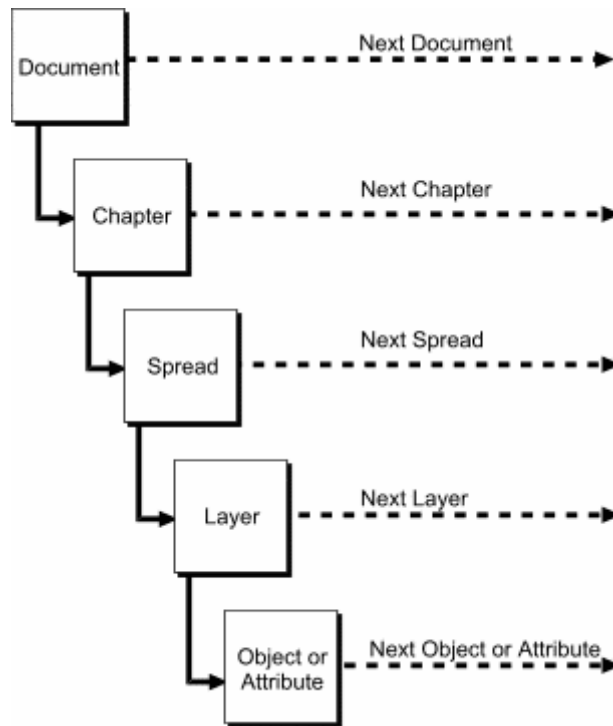 Next Document
Document
Next Chapter
Chapter
Next Spread
Spread
Next Layer
Layer
Next Object or Attribute
Object or
Attribute